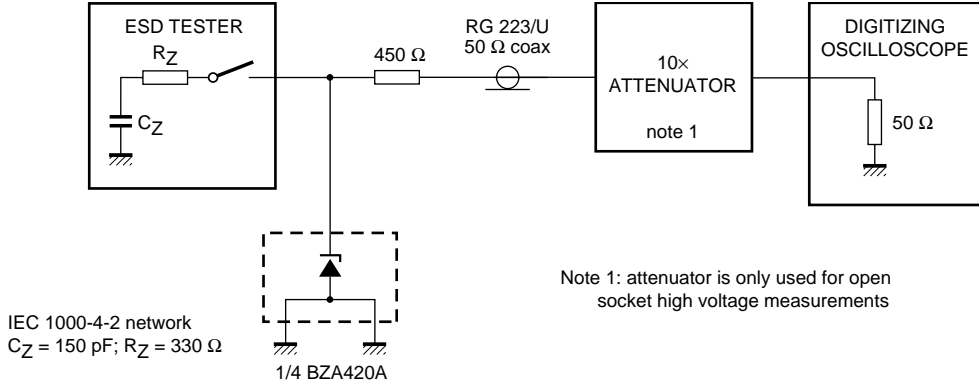 ESD TESTER
RZ
CZ
450 Ω
RG 223/U
50 Ω coax
10×
ATTENUATOR
note 1
DIGITIZING
OSCILLOSCOPE
50 Ω
Note 1: attenuator is only used for open
socket high voltage measurements
IEC 1000-4-2 network
CZ = 150 pF; RZ = 330 Ω
1/4 BZA420A